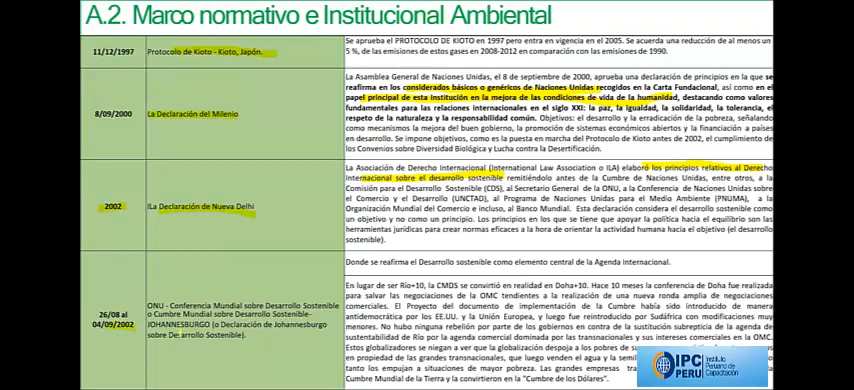 A.2. Marco normativo e Institucional Ambiental
11/12/1997
Protocolo de Kioto - Kioto, Japón.
Se aprueba el PROTOCOLO DE KIOTO en 1997 pero entra en vigencia en el 2005. Se acuerda una reducción de al menos un
5 %, de las emisiones de estos gases en 2008-2012 en comparación con las emisiones de 1990.
8/09/2000
La Declaración del Milenio
La Asamblea General de Naciones Unidas, el 8 de septiembre de 2000, aprueba una declaración de principios en la que se
reafirma en los considerados básicos o genéricos de Naciones Unidas recogidos en la Carta Fundacional, así como en el
papel principal de esta Institución en la mejora de las condiciones de vida de la humanidad, destacando como valores
fundamentales para las relaciones internacionales en el siglo XXI: la paz, la igualdad, la solidaridad, la tolerancia, el
respeto de la naturaleza y la responsabilidad común. Objetivos: el desarrollo y la erradicación de la pobreza, señalando
como mecanismos la mejora del buen gobierno, la promoción de sistemas económicos abiertos y la financiación a países
en desarrollo. Se impone objetivos, como es la puesta en marcha del Protocolo de Kioto antes de 2002, el cumplimiento de
los Convenios sobre Diversidad Biológica y Lucha contra la Desertificación.
2002
ILa Declaración de Nueva Delhi
La Asociación de Derecho Internacional (International Law Association o ILA) elaboró los principios relativos al Derecho
Internacional sobre el desarrollo sostenible remitiéndolo antes de la Cumbre de Naciones Unidas, entre otros, a la
Comisión para el Desarrollo Sostenible (CDS), al Secretario General de la ONU, a la Conferencia de Naciones Unidas sobre
el Comercio y el Desarrollo (UNCTAD), al Programa de Naciones Unidas para el Medio Ambiente (PNUMA), a la
Organización Mundial del Comercio e incluso, al Banco Mundial. Esta declaración considera el desarrollo sostenible como
un objetivo y no como un principio. Los principios en los que se tiene que apoyar la política hacia el equilibrio son las
herramientas jurídicas para crear normas eficaces a la hora de orientar la actividad humana hacia el objetivo (el desarrollo
sostenible).
26/08 al
04/09/2002
ONU - Conferencia Mundial sobre Desarrollo Sostenible
o Cumbre Mundial sobre Desarrollo Sostenible-
JOHANNESBURGO (o Declaración de Johannesburgo
sobre Desarrollo Sostenible).
Donde se reafirma el Desarrollo Sostenible como elemento central de la Agenda Internacional.
En lugar de ser Río+10, la CMDS se convirtió en realidad en Doha+10. Hace 10 meses la conferencia de Doha fue realizada
para salvar las negociaciones de la OMC tendientes a la realización de una nueva ronda amplia de negociaciones
comerciales. El Proyecto del documento de implementación de la Cumbre había sido introducido de manera
antidemocrática por los EE.UU. y la Unión Europea, y luego fue reintroducido por Sudáfrica con modificaciones muy
menores. No hubo ninguna rebelión por parte de los gobiernos en contra de la sustitución subrepticia de la agenda de
sustentabilidad de Río por la agenda comercial dominada por las transnacionales y sus intereses comerciales en la OMC.
Estos globalizadores se niegan a ver que la globalización despoja a los pobres de su
en propiedad de las grandes transnacionales, que luego venden el agua y la semil
tanto los empujan a situaciones de mayor pobreza. Las grandes empresas tra
Cumbre Mundial de la Tierra y la convirtieron en la "Cumbre de los Dólares".
IPC
PERU
Instituto
Peruano de
Capacitación